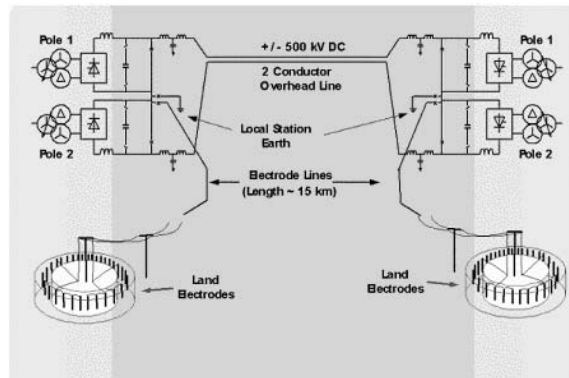 Pole 1
Pole 1
+/- 500 kV DC
2 Conductor
Overhead Line
Pole 2
Pole 2
Local Station
Earth
Electrode Lines
(Length ~ 15 km)
Land
Electrodes
Land
Electrodes